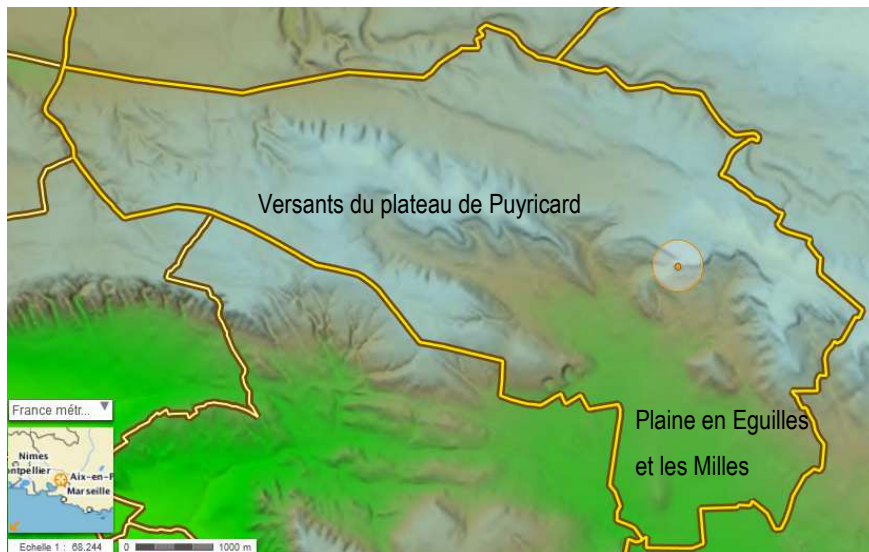 Versants du plateau de Puyricard
Plaine en Eguilles
et les Milles
France métr...
Nimes
ntpellier
Aix-en-P
Marseille
Echelle 1 : 68.244
0
1000 m